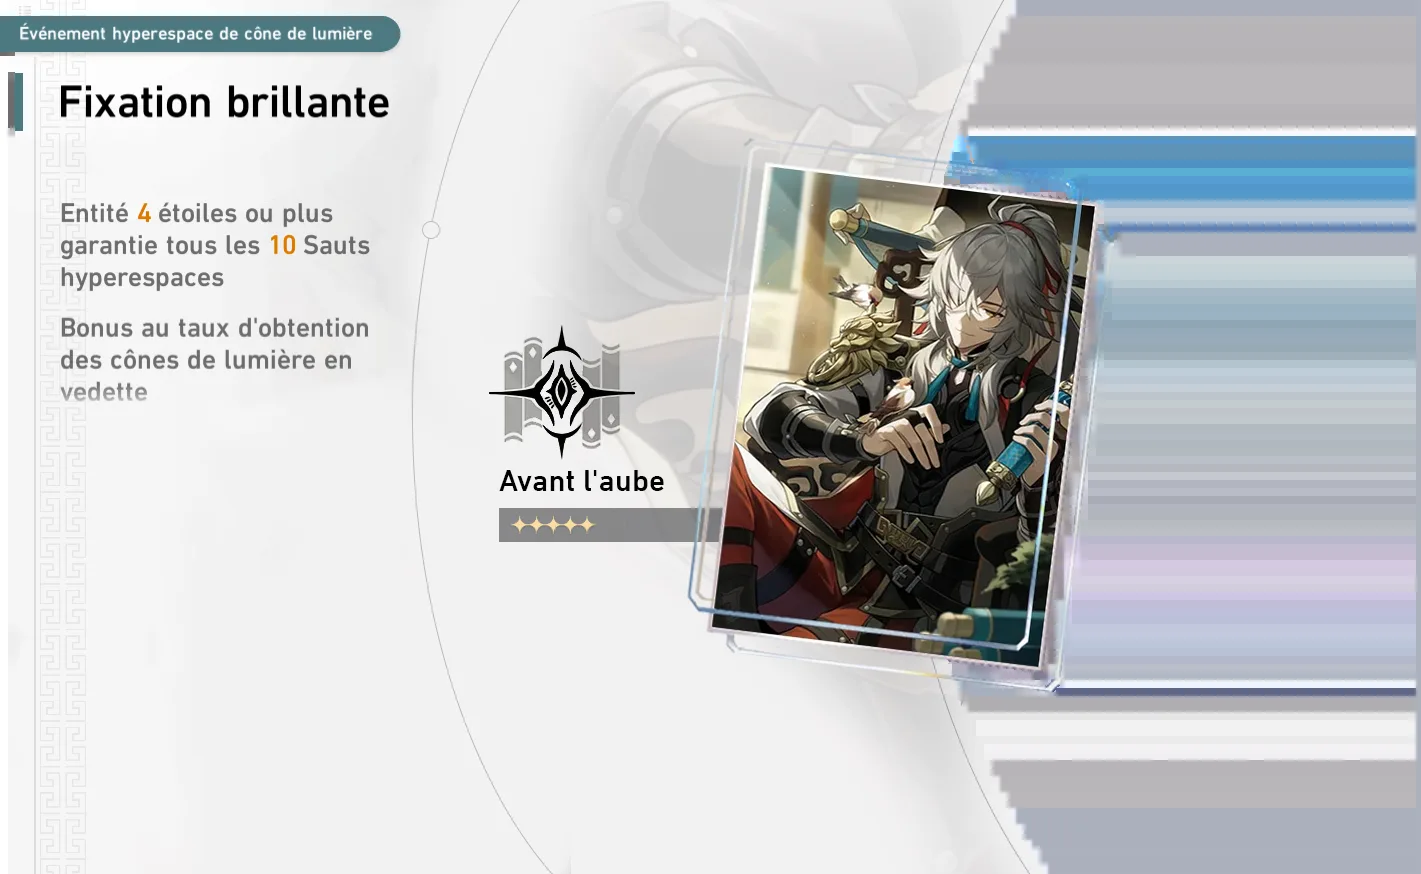 Événement hyperespace de cône de lumière
Fixation brillante
Entité 4 étoiles ou plus
garantie tous les 10 Sauts
hyperespaces
Bonus au taux d'obtention
des cônes de lumière en
vedette
Avant l'aube